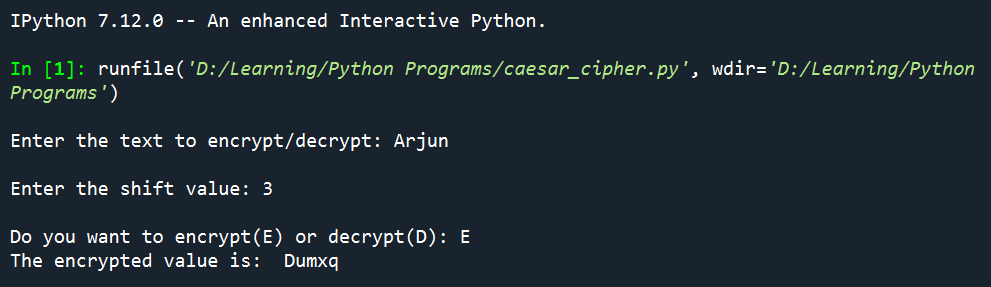 IPython 7.12.0 -- An enhanced Interactive Python.
In [1]: runfile('D:/Learning/Python Programs/caesar_cipher.py', wdir='D:/Learning/Python
Programs')
Enter the text to encrypt/decrypt: Arjun
Enter the shift value: 3
Do you want to encrypt(E) or decrypt(D): E
The encrypted value is:  Dumxq